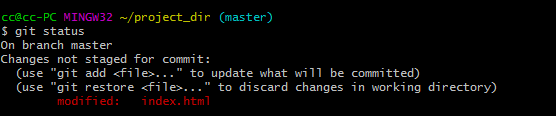 cc@cc-PC MINGW32 ~/project_dir (master)
$ git status
On branch master
Changes not staged for commit:
  (use "git add <file>..." to update what will be committed)
  (use "git restore <file>..." to discard changes in working directory)
        modified:   index.html